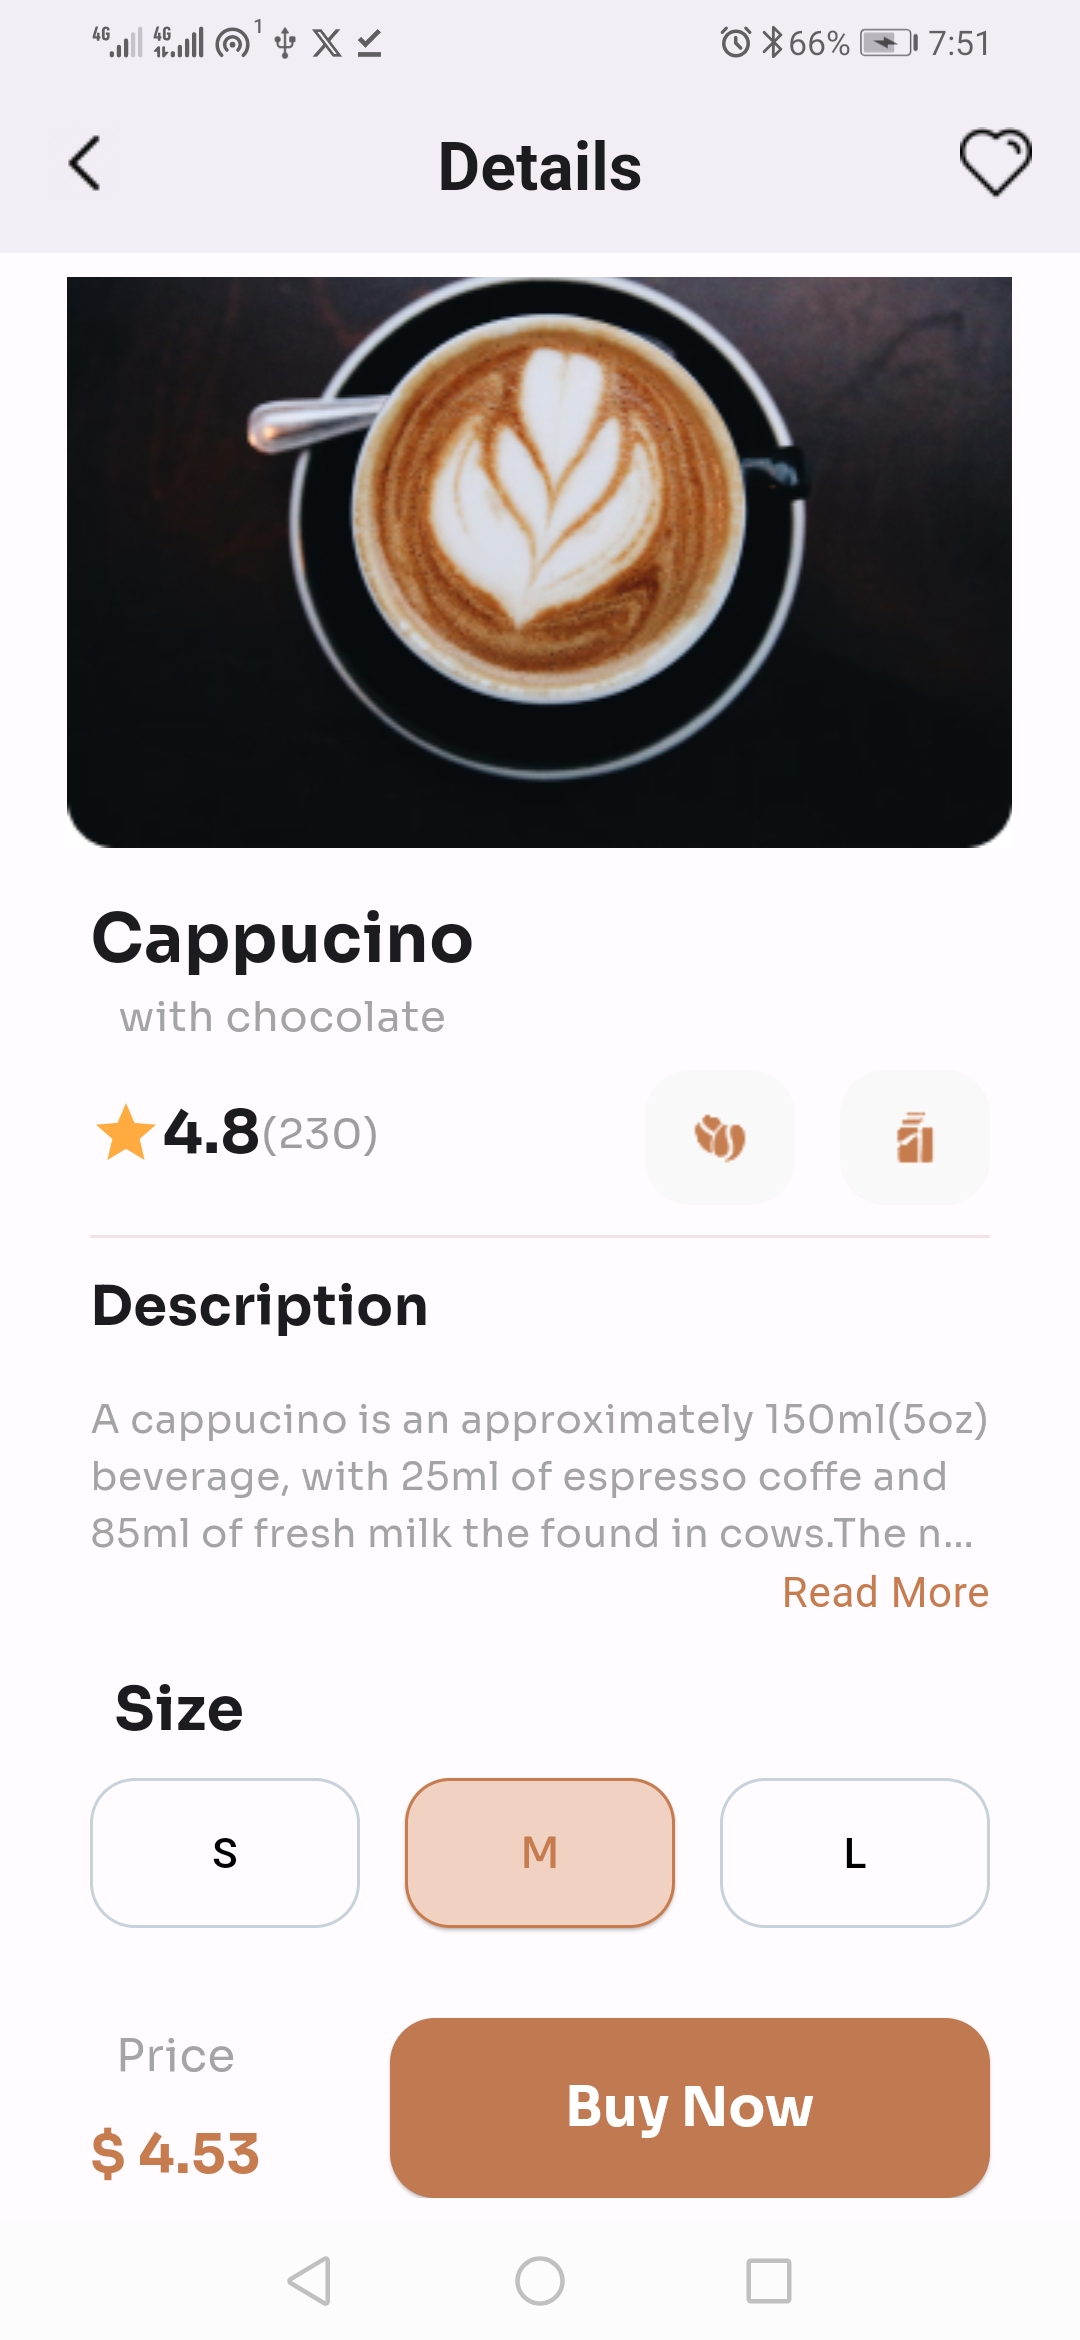 4G 4G 1 66% 7:51
Details
Cappucino
with chocolate
4.8(230)
Description
A cappucino is an approximately 150ml(5oz)
beverage, with 25ml of espresso coffe and
85ml of fresh milk the found in cows.The n...
Read More
Size
S M L
Price
$ 4.53
Buy Now